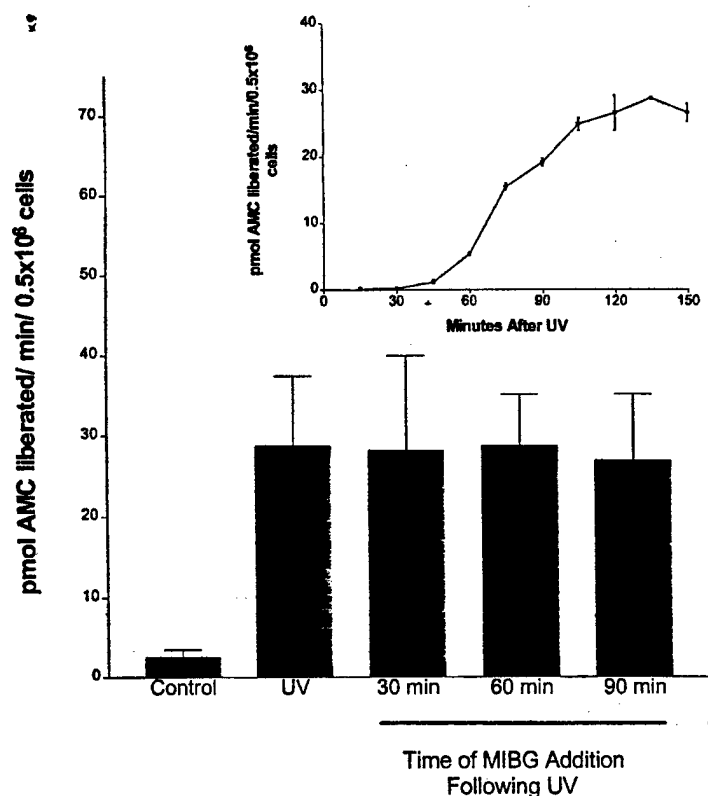 40
30
20
10
0
pmol AMC liberated/min/0.5x10⁶
cells
0 30 60 90 120 150
Minutes After UV
70
60
50
40
30
20
10
0
pmol AMC liberated/ min/ 0.5x10⁶ cells
Control UV 30 min 60 min 90 min
Time of MIBG Addition
Following UV